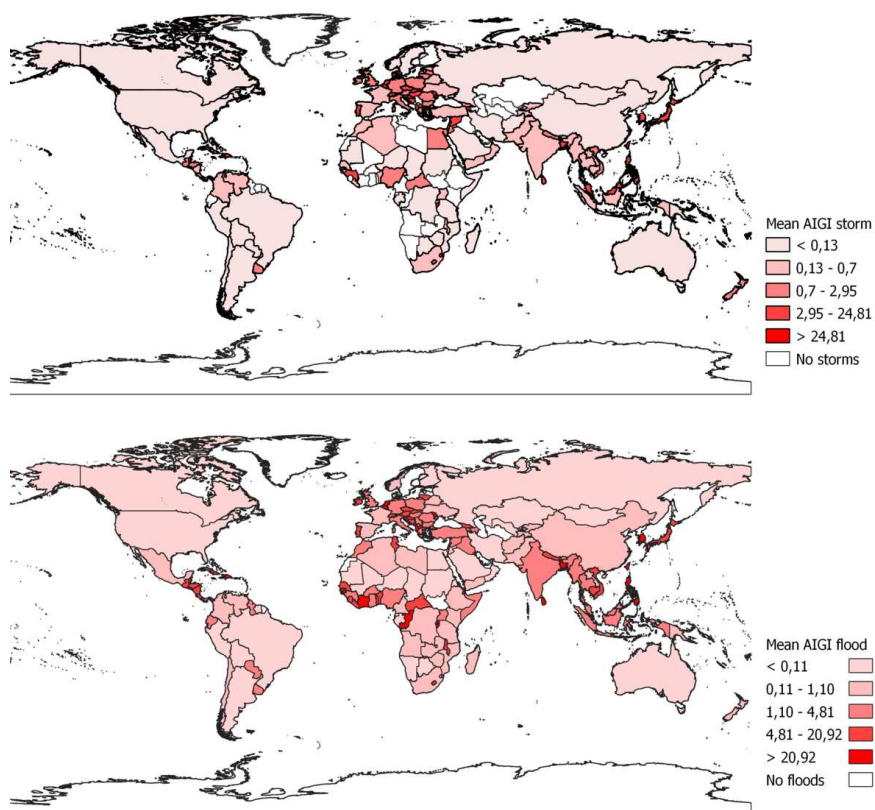 Mean AIGI storm
< 0,13
0,13 - 0,7
0,7 - 2,95
2,95 - 24,81
> 24,81
No storms
Mean AIGI flood
< 0,11
0,11 - 1,10
1,10 - 4,81
4,81 - 20,92
> 20,92
No floods